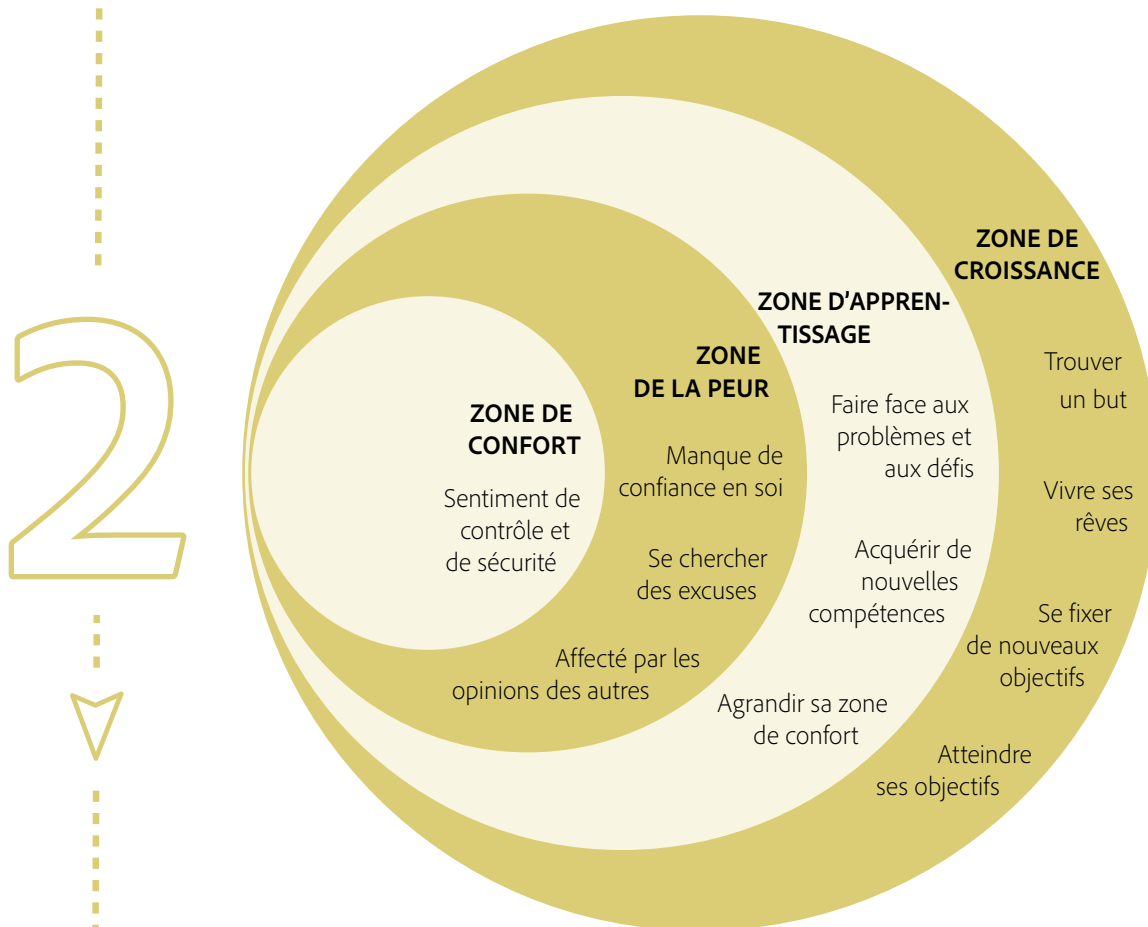 2
ZONE DE
CONFORT
Sentiment de
contrôle et
de sécurité
ZONE
DE LA PEUR
Manque de
confiance en soi
Se chercher
des excuses
Affecté par les
opinions des autres
ZONE D'APPREN-
TISSAGE
Faire face aux
problèmes et
aux défis
Acquérir de
nouvelles
compétences
Agrandir sa zone
de confort
ZONE DE
CROISSANCE
Trouver
un but
Vivre ses
rêves
Se fixer
de nouveaux
objectifs
Atteindre
ses objectifs